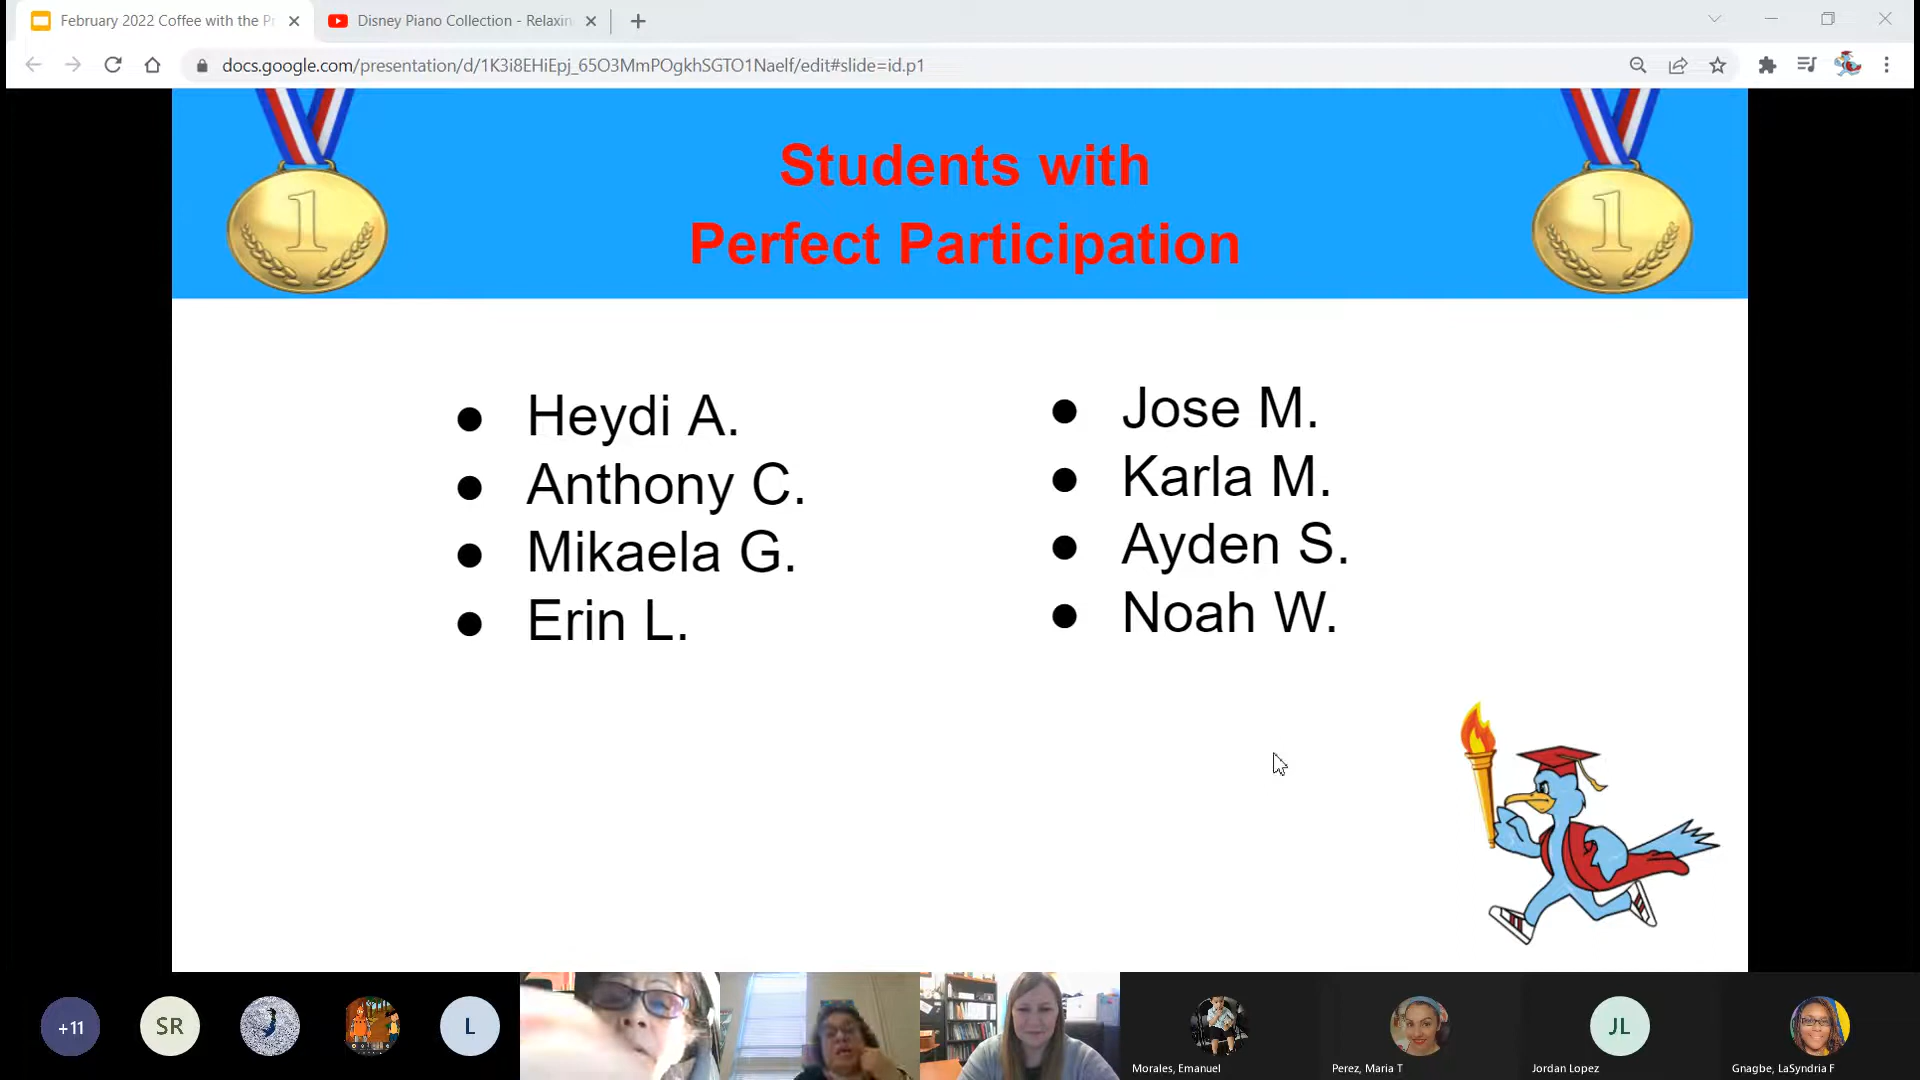 February 2022 Coffee with the Pr
Disney Piano Collection - Relaxin
docs.google.com/presentation/d/1K3i8EHiEpj_65O3MmPOgkhSGTO1Naelf/edit#slide=id.p1
1
1
Students with
Perfect Participation
● Heydi A.
● Anthony C.
● Mikaela G.
● Erin L.
● Jose M.
● Karla M.
● Ayden S.
● Noah W.
+11
SR
L
JL
Morales, Emanuel
Perez, Maria T
Jordan Lopez
Gnagbe, LaSyndria F